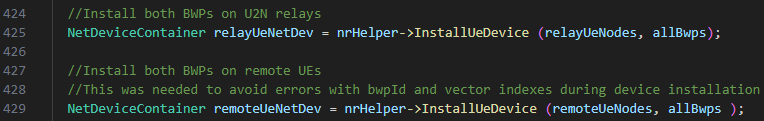 424 //Install both BWPs on U2N relays
425 NetDeviceContainer relayUeNetDev = nrHelper->InstallUeDevice (relayUeNodes, allBwps);
426
427 //Install both BWPs on remote UEs
428 //This was needed to avoid errors with bwpId and vector indexes during device installation
429 NetDeviceContainer remoteUeNetDev = nrHelper->InstallUeDevice (remoteUeNodes, allBwps );